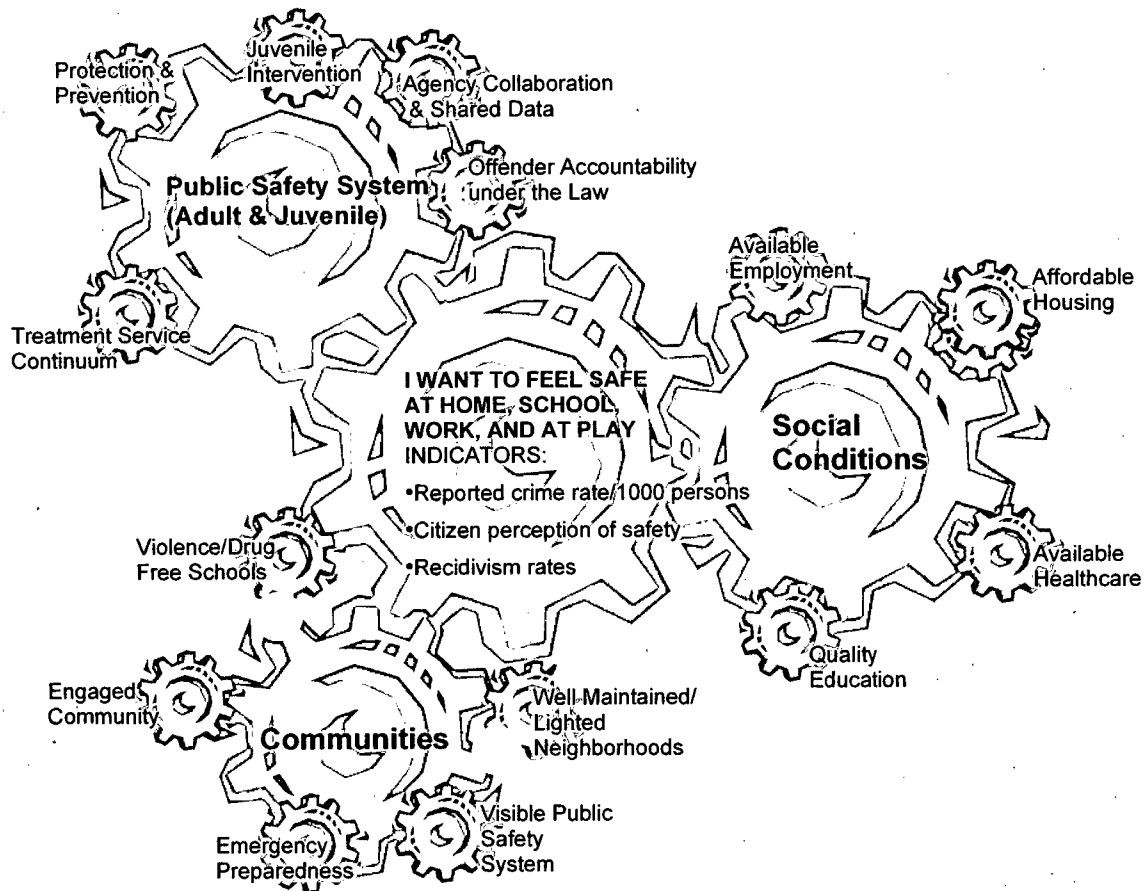 Juvenile
Intervention
Protection &
Prevention
Agency Collaboration
& Shared Data
Offender Accountability
under the Law
Public Safety System
(Adult & Juvenile)
Treatment Service
Continuum
Available
Employment
Affordable
Housing
I WANT TO FEEL SAFE
AT HOME, SCHOOL,
WORK, AND AT PLAY
INDICATORS:
•Reported crime rate/1000 persons
•Citizen perception of safety
•Recidivism rates
Social
Conditions
Available
Healthcare
Quality
Education
Violence/Drug
Free Schools
Engaged
Community
Communities
Well Maintained/
Lighted
Neighborhoods
Emergency
Preparedness
Visible Public
Safety
System